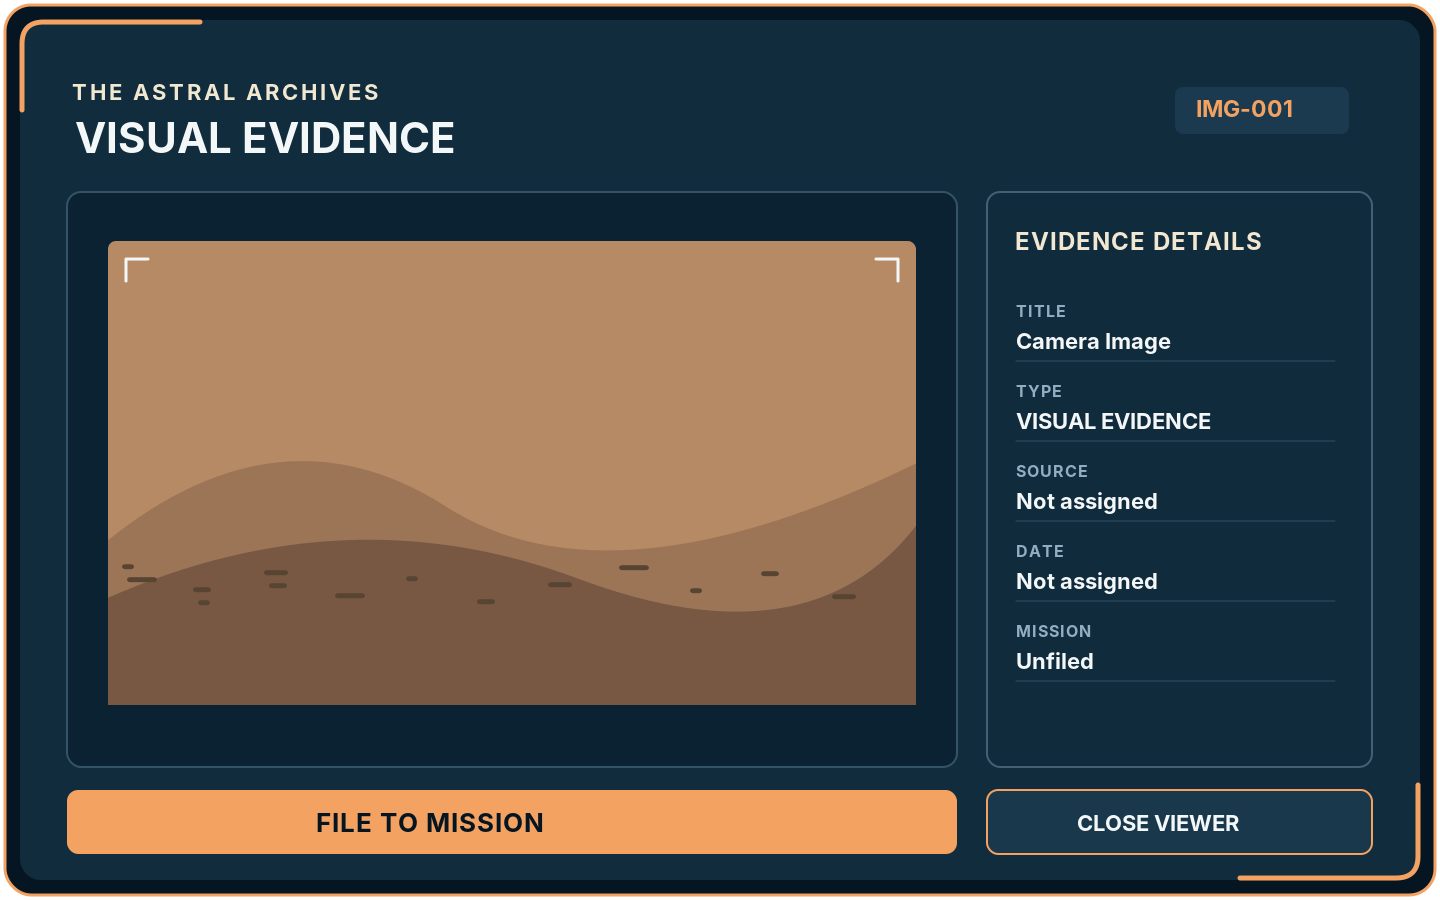 THE ASTRAL ARCHIVES
VISUAL EVIDENCE
IMG-001
EVIDENCE DETAILS
TITLE
Camera Image
TYPE
VISUAL EVIDENCE
SOURCE
Not assigned
DATE
Not assigned
MISSION
Unfiled
FILE TO MISSION
CLOSE VIEWER